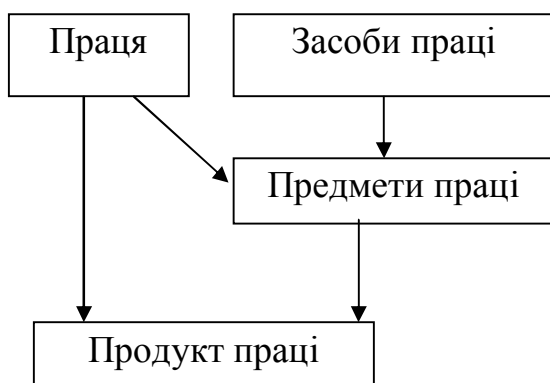 Праця
Засоби праці
Предмети праці
Продукт праці